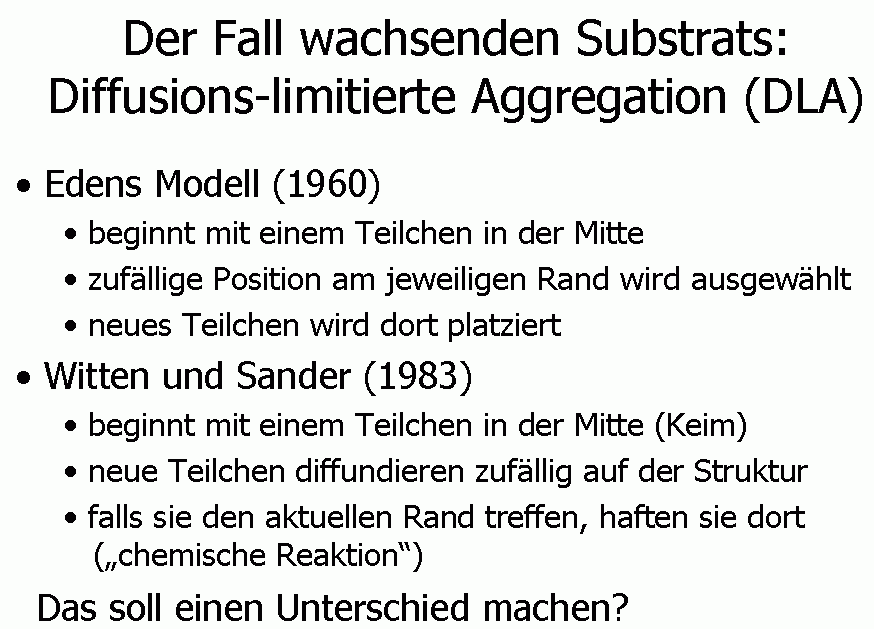 Der Fall wachsenden Substrats:
Diffusions-limitierte Aggregation (DLA)
• Edens Modell (1960)
• beginnt mit einem Teilchen in der Mitte
• zufällige Position am jeweiligen Rand wird ausgewählt
• neues Teilchen wird dort platziert
• Witten und Sander (1983)
• beginnt mit einem Teilchen in der Mitte (Keim)
• neue Teilchen diffundieren zufällig auf der Struktur
• falls sie den aktuellen Rand treffen, haften sie dort
(„chemische Reaktion“)
Das soll einen Unterschied machen?